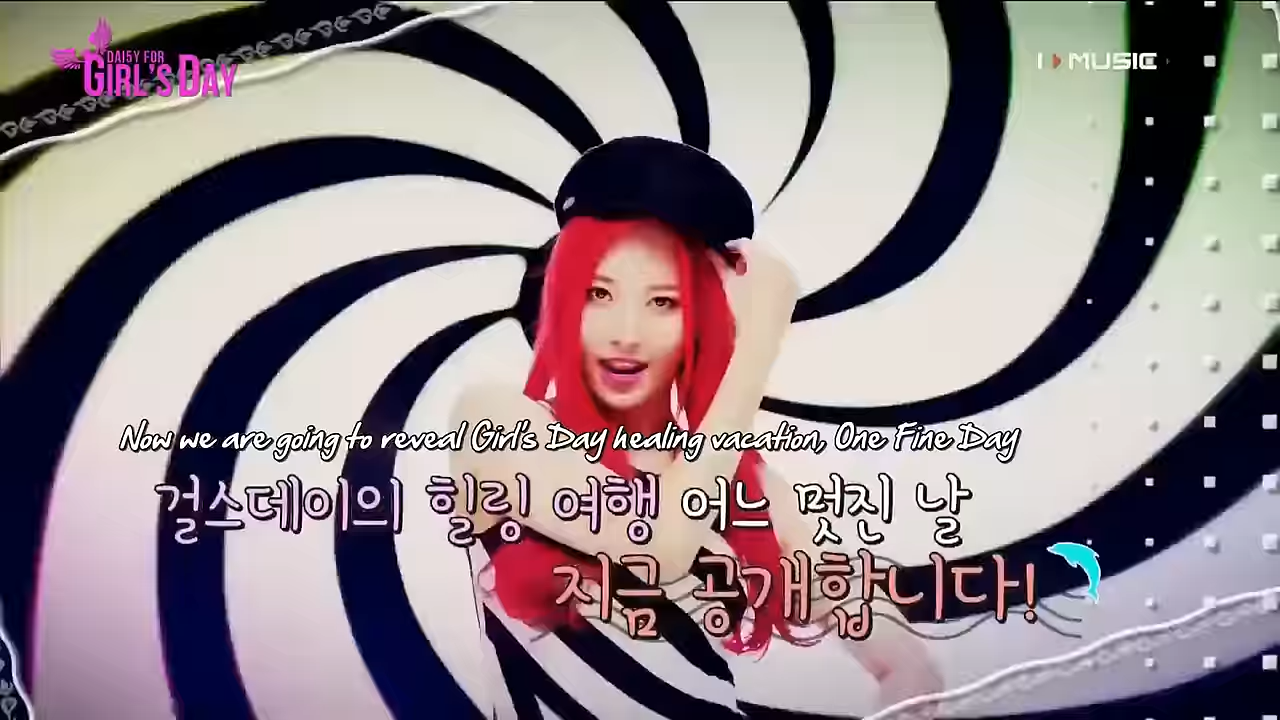 DAI5Y FOR
GIRL'S DAY
MUSIC
Now we are going to reveal Girl's Day healing vacation, One Fine Day
걸스데이의 힐링 여행 어느 멋진 날
지금 공개합니다!